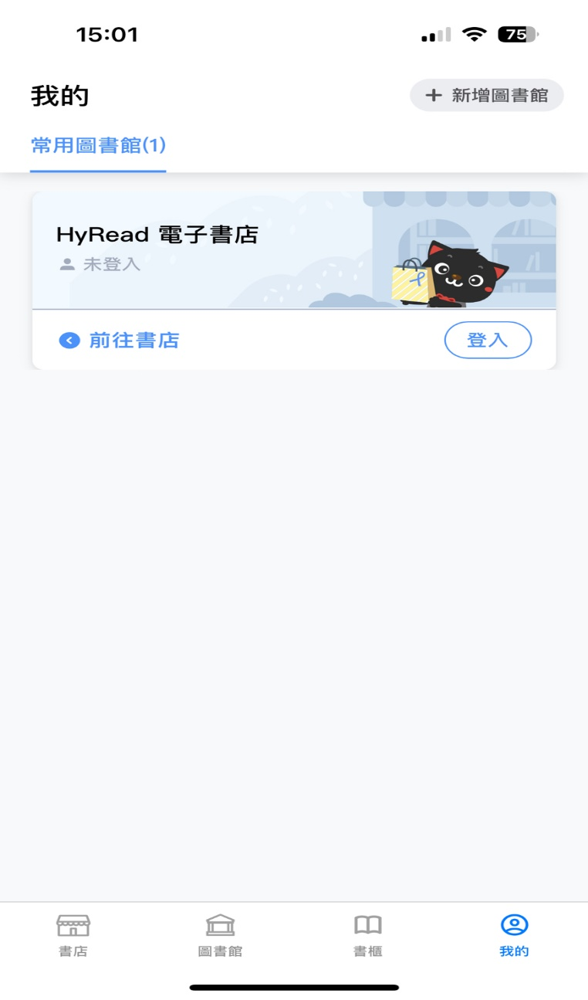 15:01
75
我的
+ 新增圖書館
常用圖書館(1)
HyRead 電子書店
未登入
前往書店
登入
書店
圖書館
書櫃
我的